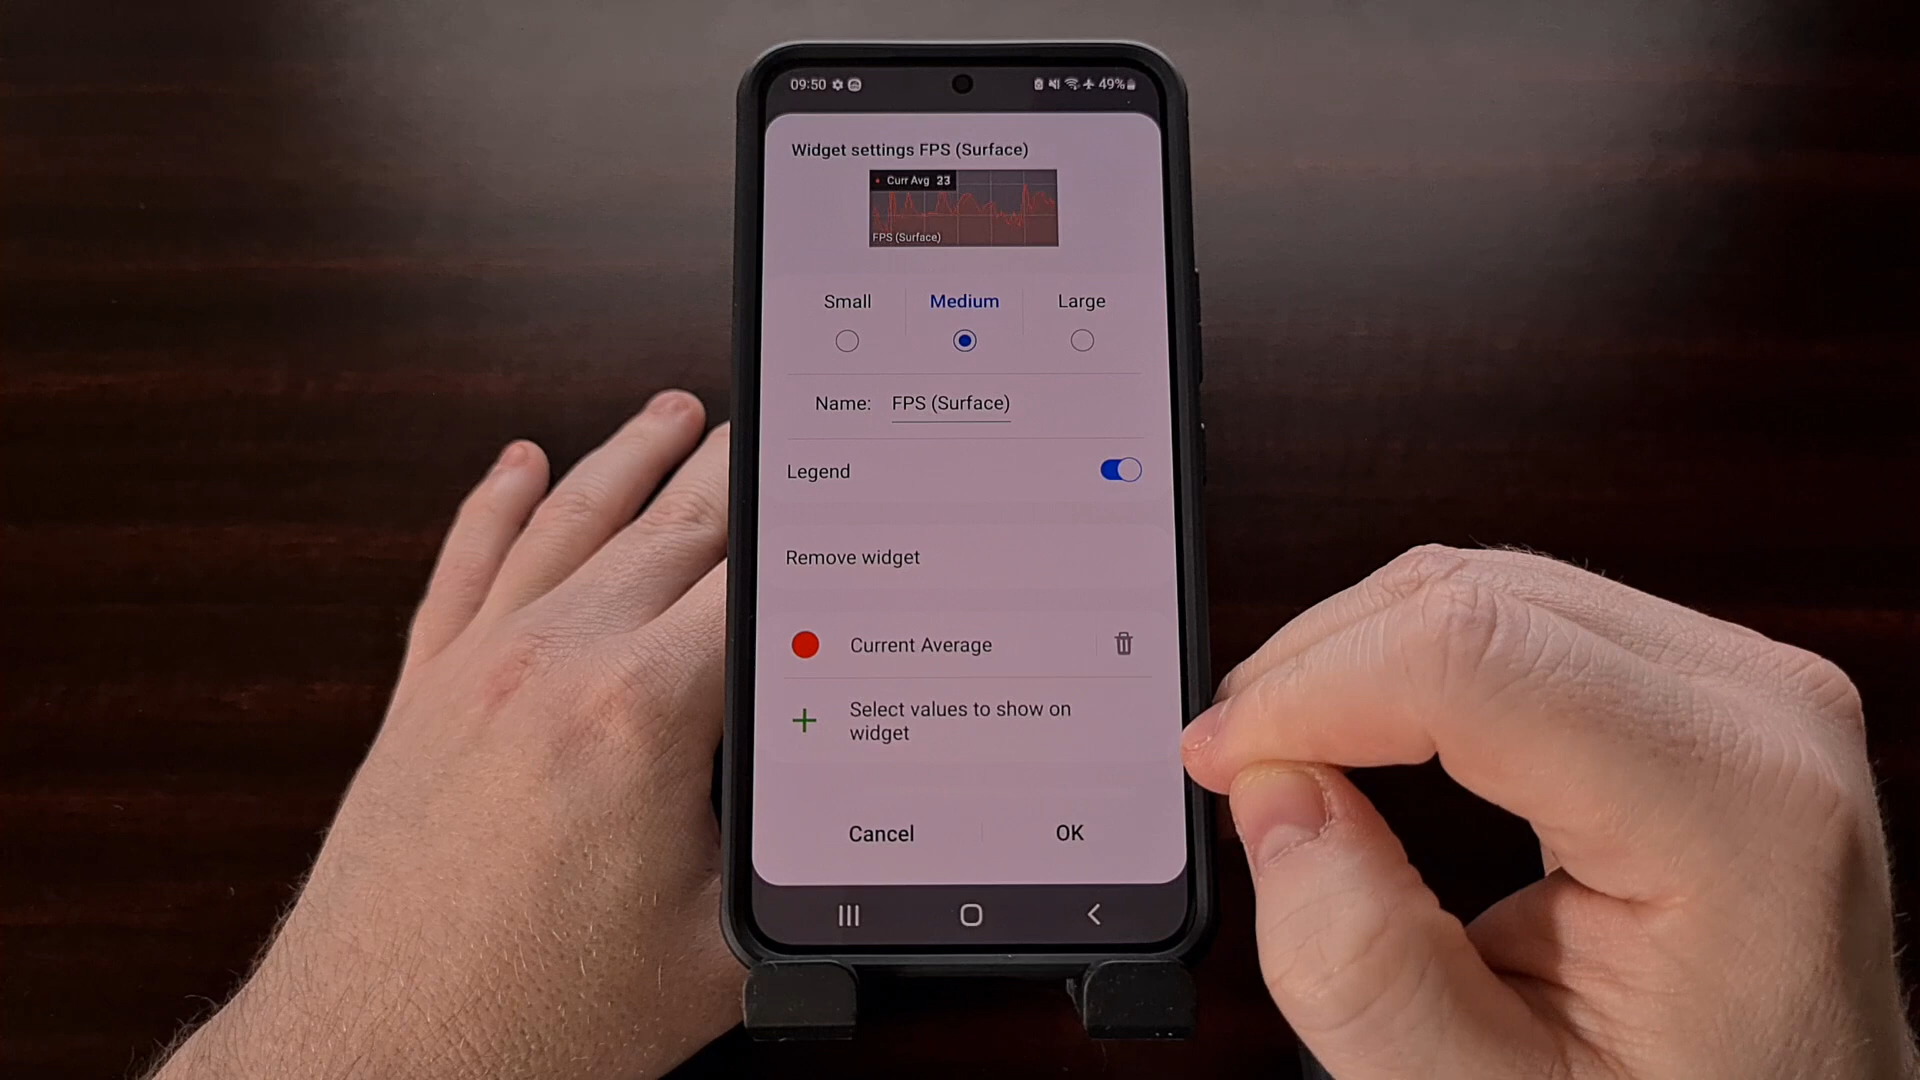 09:50
49%
Widget settings FPS (Surface)
Curr Avg 23
FPS (Surface)
Small
Medium
Large
Name: FPS (Surface)
Legend
Remove widget
Current Average
Select values to show on
widget
Cancel
OK